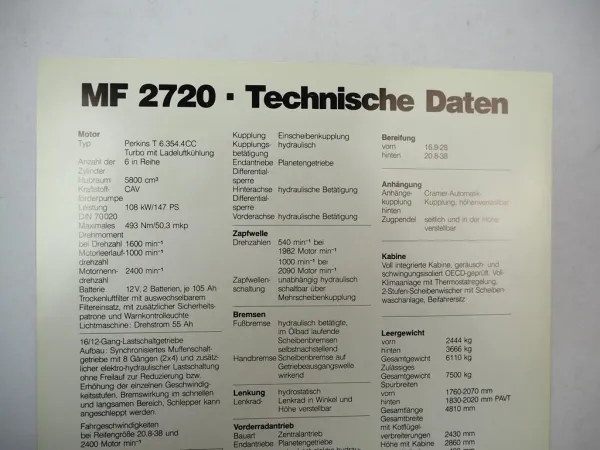 MF 2720 · Technische Daten
Motor
Typ Perkins T 6.354.4CC
Turbo mit Ladeluftkühlung
Anzahl der 6 in Reihe
Zylinder
Hubraum 5800 cm³
Kraftstoff- CAV
förderpumpe
Leistung 108 kW/147 PS
DIN 70020
Maximales 493 Nm/50,3 mkp
Drehmoment
bei Drehzahl 1600 min⁻¹
Motorleerlauf-1000 min⁻¹
drehzahl
Motornenn- 2400 min⁻¹
drehzahl
Batterie 12V, 2 Batterien, je 105 Ah
Trockenluftfilter mit auswechselbarem
Filtereinsatz, mit zusätzlicher Sicherheits-
patrone und Warnkontrolleuchte
Lichtmaschine: Drehstrom 55 Ah
16/12-Gang-Lastschaltgetriebe
Aufbau: Synchronisiertes Muffenschalt-
getriebe mit 8 Gängen (2x4) und zusätz-
licher elektro-hydraulischer Lastschaltung
ohne Freilauf zur Reduzierung bzw.
Erhöhung der einzelnen Geschwindig-
keitsstufen. Bremswirkung im schnellen
und langsamen Bereich, Schlepper kann
angeschleppt werden.
Fahrgeschwindigkeiten
bei Reifengröße 20.8-38 und
2400 Motor min⁻¹
Kupplung Einscheibenkupplung
Kupplungs- hydraulisch
betätigung
Endantriebe Planetengetriebe
Differential-
sperre
Hinterachse hydraulische Betätigung
Differential-
sperre
Vorderachse hydraulische Betätigung
Zapfwelle
Drehzahlen 540 min⁻¹ bei
1982 Motor min⁻¹
1000 min⁻¹ bei
2090 Motor min⁻¹
Zapfwellen- unabhängig hydraulisch
schaltung schaltbar über
Mehrscheibenkupplung
Bremsen
Fußbremse hydraulisch betätigte,
im Ölbad laufende
Scheibenbremsen
selbstnachstellend
Handbremse Scheibenbremse auf
Getriebeausgangswelle
wirkend
Lenkung hydrostatisch
Lenkrad- Lenkrad in Winkel und
Höhe verstellbar
Vorderradantrieb
Bauart Zentralantrieb
Endantriebe Planetengetriebe
Bereifung
vorn 16.9-28
hinten 20.8-38
Anhängung
Anhänge- Cramer-Automatik-
kupplung Kupplung, höhenverstellbar
hinten
Zugpendel seitlich und in der Höhe
verstellbar
Kabine
Voll integrierte Kabine, geräusch- und
schwingungsisoliert OECD-geprüft, Voll-
Klimaanlage mit Thermostatregelung,
2-Stufen-Scheibenwischer mit Scheiben-
waschanlage, Beifahrersitz
Leergewicht
vorn 2444 kg
hinten 3666 kg
Gesamtgewicht 6110 kg
Zulässiges
Gesamtgewicht 7500 kg
Spurbreiten
vorn 1760-2070 mm
hinten 1830-2020 mm PAVT
Gesamtlänge 4810 mm
Gesamtbreite
mit Kotflügel-
verbreiterungen 2430 mm
Höhe mit Kabine 2860 mm